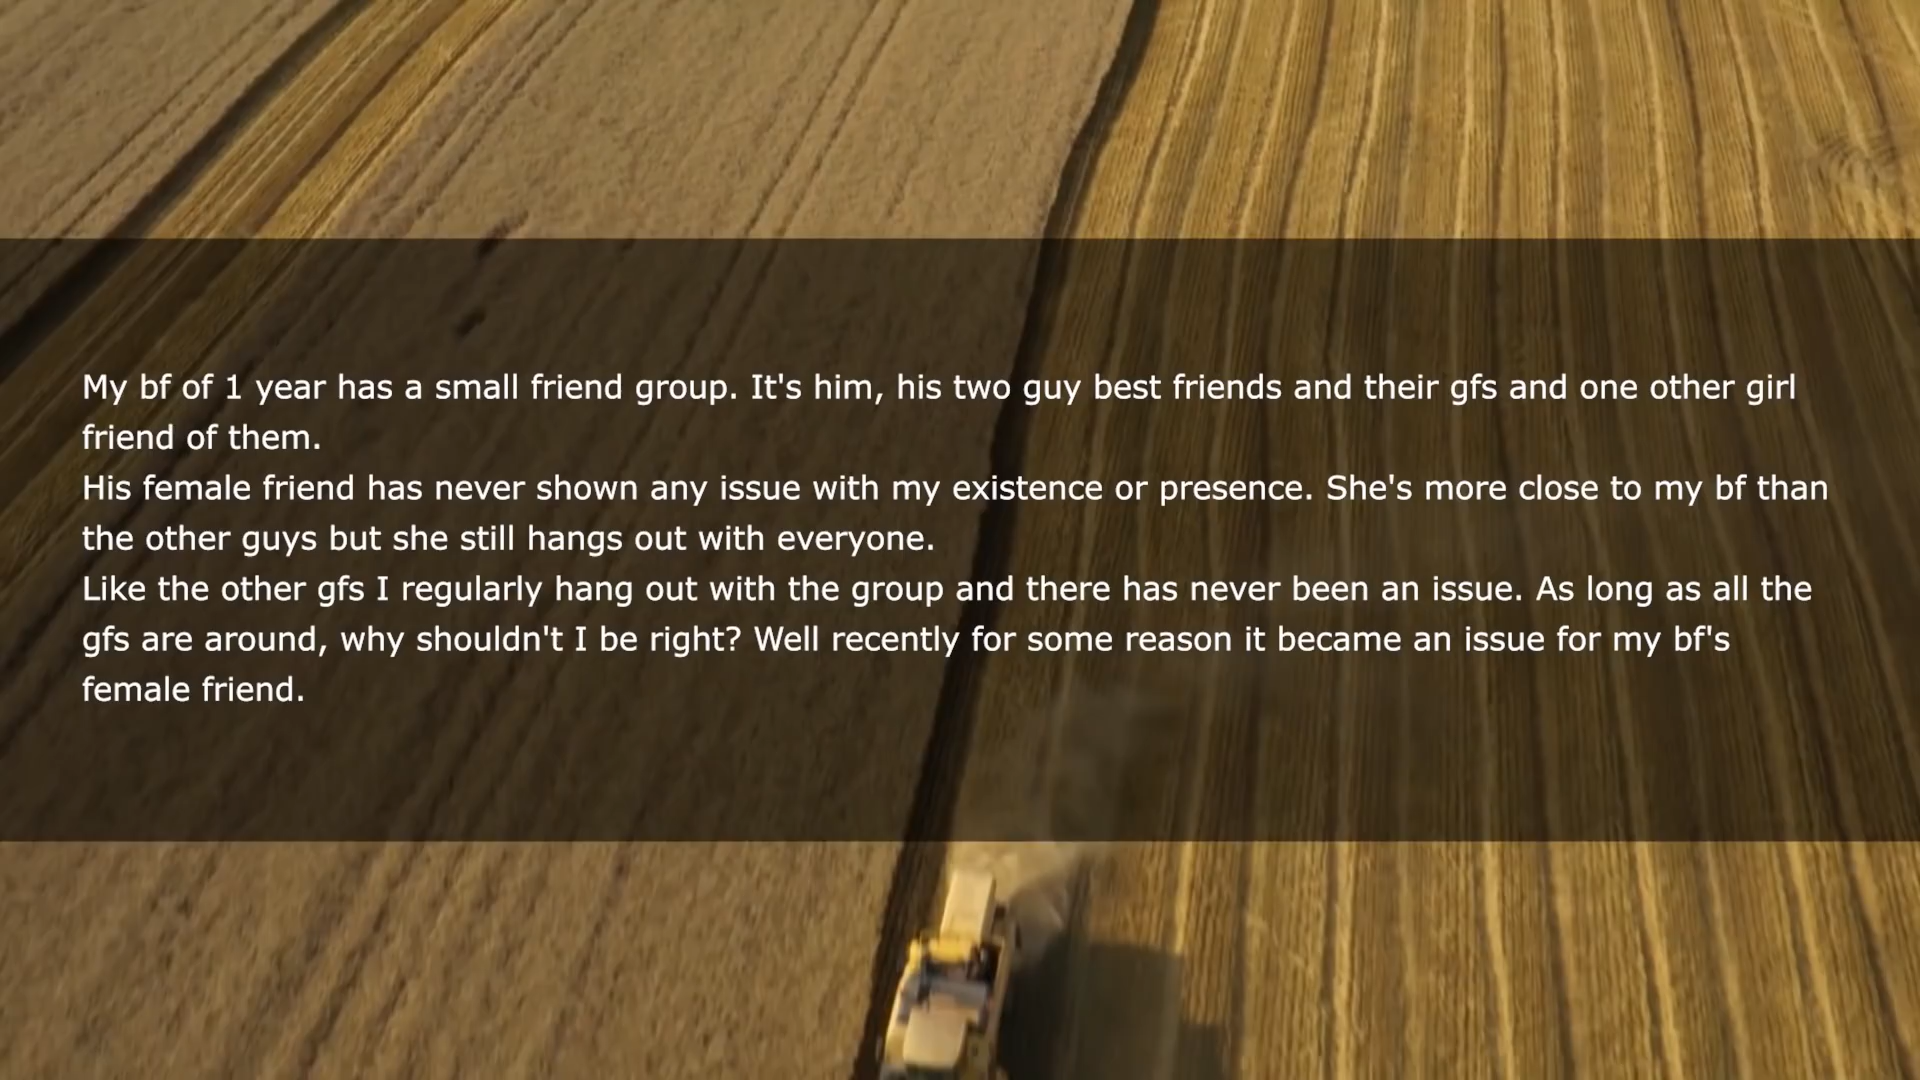 My bf of 1 year has a small friend group. It's him, his two guy best friends and their gfs and one other girl
friend of them.
His female friend has never shown any issue with my existence or presence. She's more close to my bf than
the other guys but she still hangs out with everyone.
Like the other gfs I regularly hang out with the group and there has never been an issue. As long as all the
gfs are around, why shouldn't I be right? Well recently for some reason it became an issue for my bf's
female friend.